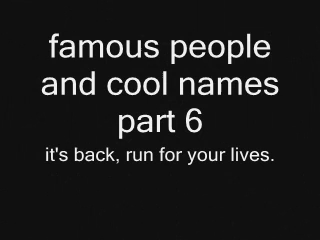 famous people
and cool names
part 6
it's back, run for your lives.